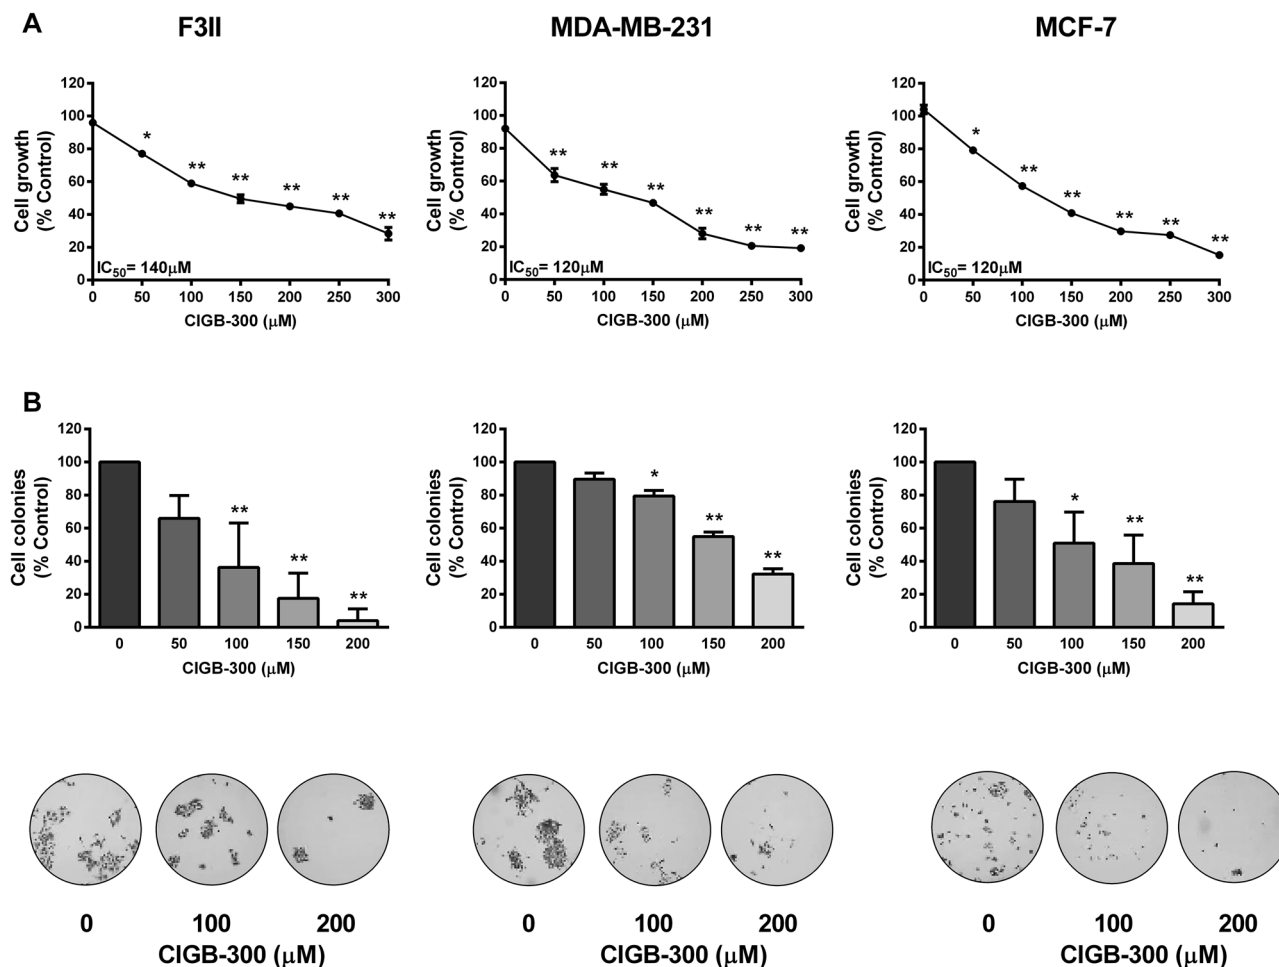 A
F3II
MDA-MB-231
MCF-7
Cell growth
(% Control)
120
100
80
60
40
20
0
*
**
**
**
**
**
IC50= 140μM
0 50 100 150 200 250 300
CIGB-300 (μM)
Cell growth
(% Control)
120
100
80
60
40
20
0
**
**
**
**
**
**
IC50= 120μM
0 50 100 150 200 250 300
CIGB-300 (μM)
Cell growth
(% Control)
120
100
80
60
40
20
0
*
**
**
**
**
**
IC50= 120μM
0 50 100 150 200 250 300
CIGB-300 (μM)
B
Cell colonies
(% Control)
120
100
80
60
40
20
0
**
**
**
0 50 100 150 200
CIGB-300 (μM)
Cell colonies
(% Control)
120
100
80
60
40
20
0
*
**
**
0 50 100 150 200
CIGB-300 (μM)
Cell colonies
(% Control)
120
100
80
60
40
20
0
*
**
**
0 50 100 150 200
CIGB-300 (μM)
0 100 200
CIGB-300 (μM)
0 100 200
CIGB-300 (μM)
0 100 200
CIGB-300 (μM)